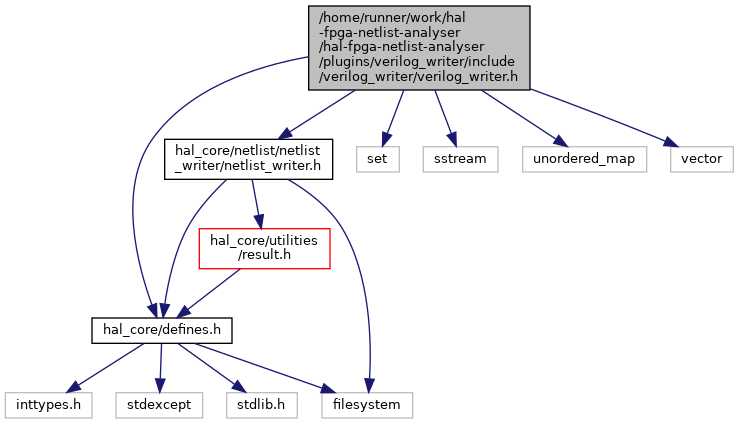 /home/runner/work/hal
-fpga-netlist-analyser
/hal-fpga-netlist-analyser
/plugins/verilog_writer/include
/verilog_writer/verilog_writer.h
hal_core/netlist/netlist
_writer/netlist_writer.h
set
sstream
unordered_map
vector
hal_core/utilities
/result.h
hal_core/defines.h
inttypes.h
stdexcept
stdlib.h
filesystem